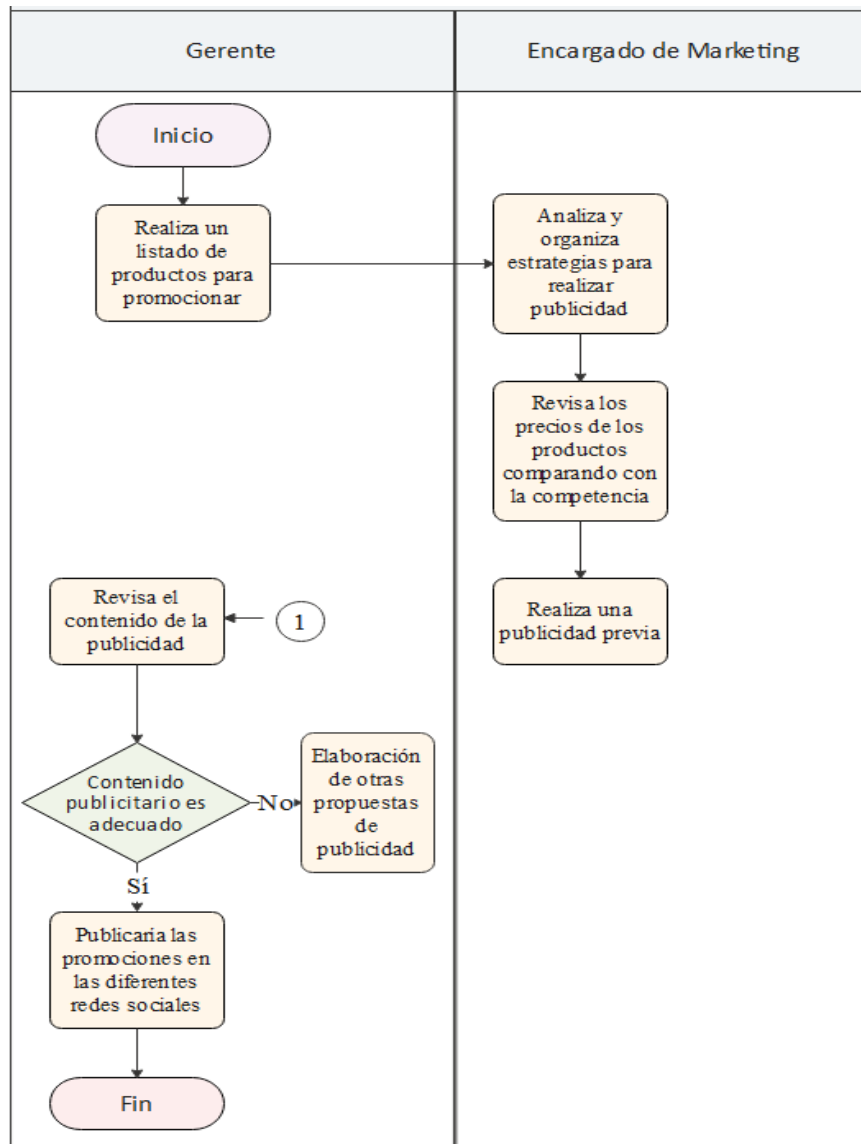 Gerente
Encargado de Marketing
Inicio
Realiza un
listado de
productos para
promocionar
Analiza y
organiza
estrategias para
realizar
publicidad
Revisa los
precios de los
productos
comparando con
la competencia
Realiza una
publicidad previa
Revisa el
contenido de la
publicidad
1
Contenido
publicitario es
adecuado
No
Elaboración
de otras
propuestas
de
publicidad
Sí
Publicaria las
promociones en
las diferentes
redes sociales
Fin